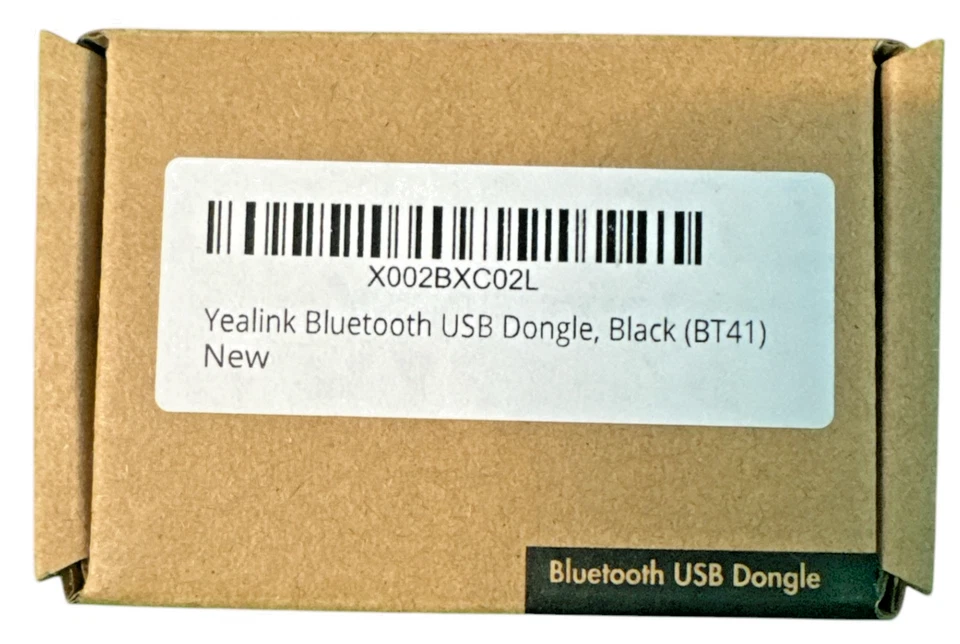 X002BXC02L
Yealink Bluetooth USB Dongle, Black (BT41)
New
Bluetooth USB Dongle